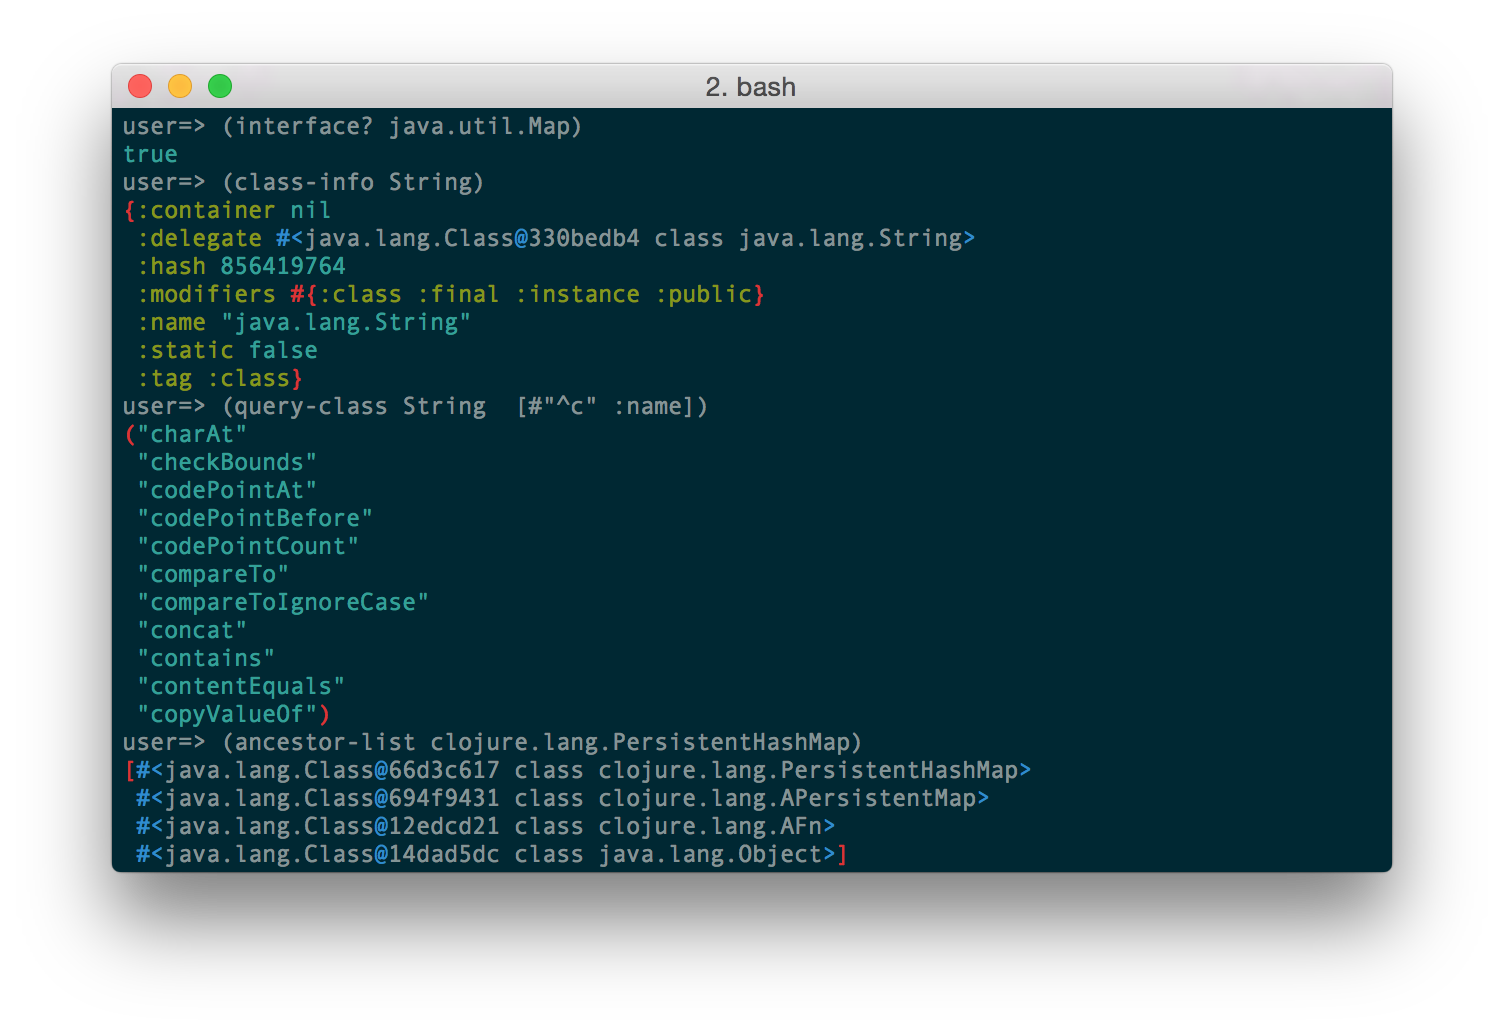 2. bash
user=> (interface? java.util.Map)
true
user=> (class-info String)
{:container nil
 :delegate #<java.lang.Class@330bedb4 class java.lang.String>
 :hash 856419764
 :modifiers #{:class :final :instance :public}
 :name "java.lang.String"
 :static false
 :tag :class}
user=> (query-class String  [#"^c" :name])
("charAt"
 "checkBounds"
 "codePointAt"
 "codePointBefore"
 "codePointCount"
 "compareTo"
 "compareToIgnoreCase"
 "concat"
 "contains"
 "contentEquals"
 "copyValueOf")
user=> (ancestor-list clojure.lang.PersistentHashMap)
[#<java.lang.Class@66d3c617 class clojure.lang.PersistentHashMap>
 #<java.lang.Class@694f9431 class clojure.lang.APersistentMap>
 #<java.lang.Class@12edcd21 class clojure.lang.AFn>
 #<java.lang.Class@14dad5dc class java.lang.Object>]